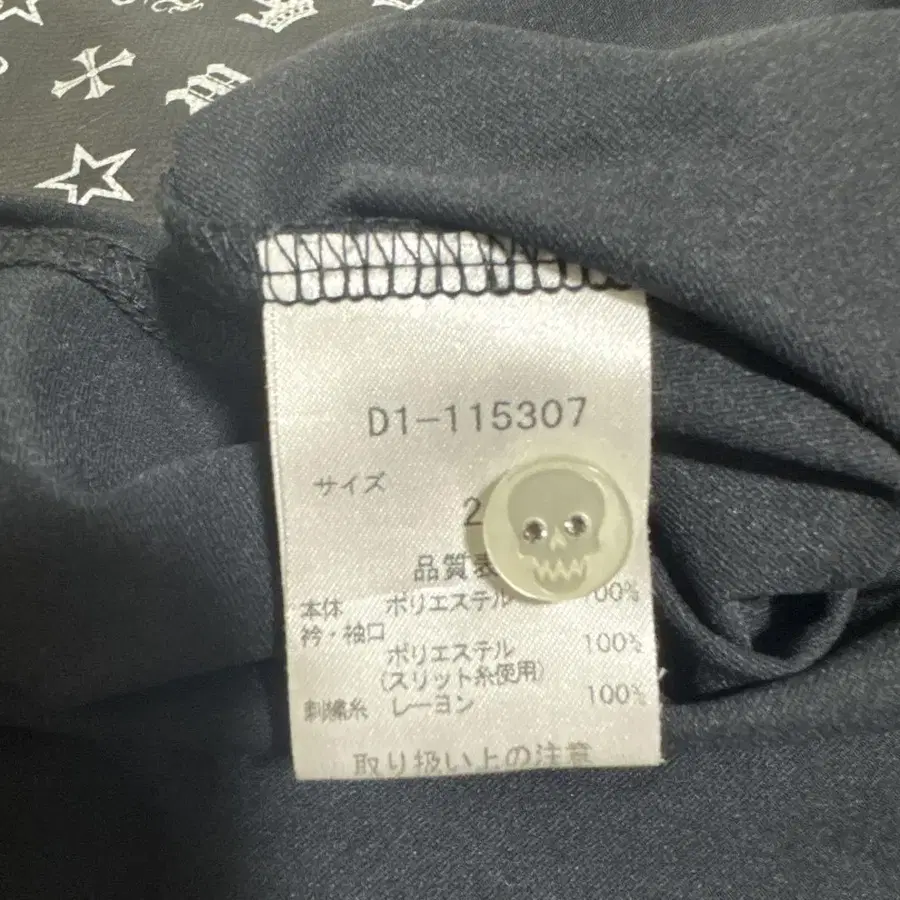 D1-115307
サイズ
2
品質表
本体 ポリエステル 100%
衿・袖口
ポリエステル 100%
(スリット糸使用)
刺繍糸 レーヨン 100%
取り扱い上の注意